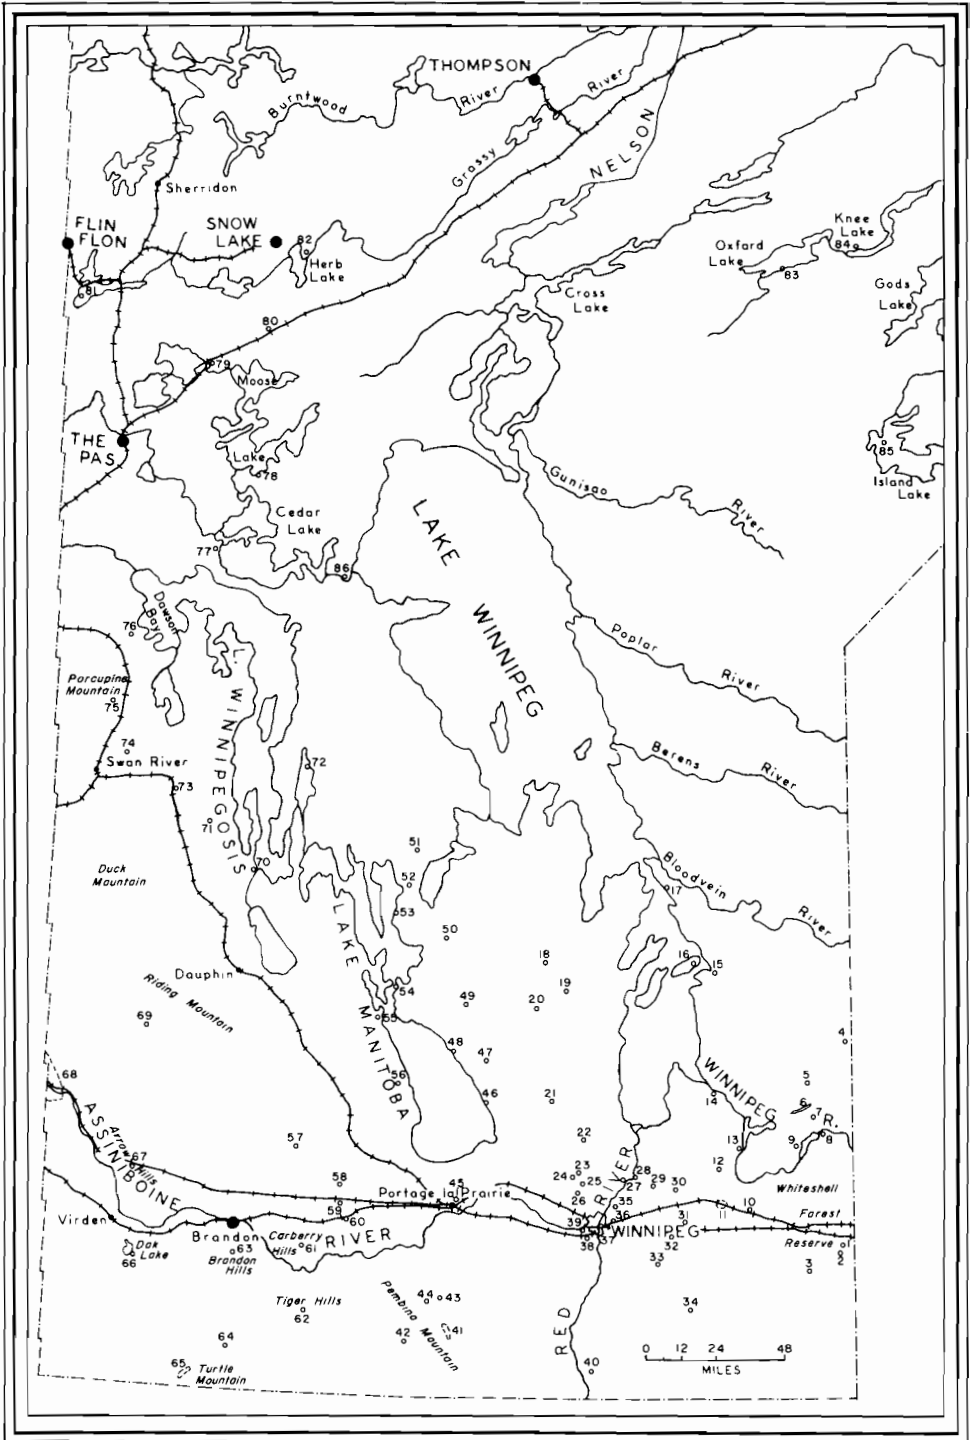 THOMPSON
Burntwood
River
River
Grassy
NELSON
Sherridon
FLIN
FLON
SNOW
LAKE
82
Herb
Lake
Knee
Lake
84
Oxford
Lake
83
Gods
Lake
81
Cross
Lake
80
79
Moose
THE
PAS
Lake
78
85
Island
Lake
Gunisao
River
Cedar
Lake
77
86
LAKE
WINNIPEG
Dawson
Bay
76
Poplar
River
Porcupine
Mountain
75
L. WINNIPEGOSIS
74
Swan River
73
72
Berens
River
71
70
51
52
53
Duck
Mountain
Bloodvein
River
17
50
LAKE
MANITOBA
18
16
15
19
20
Dauphin
Riding Mountain
54
55
49
69
48
47
4
5
56
46
21
WINNIPEG
R.
14
6
7
8
9
68
ASSINIBOINE
Arrow Hills
67
57
22
13
12
23
24
25
26
27
28
29
30
RIVER
Whiteshell
58
Portage la Prairie
45
59
60
35
36
10
11
Forest
31
Virden
Brandon
RIVER
39
WINNIPEG
37
38
32
Reserve
1
2
3
Oak
Lake
66
63
Brandon
Hills
Carberry
Hills
61
33
Tiger Hills
62
44
43
Pembina Mountain
42
41
34
RED
64
65
Turtle
Mountain
40
0 12 24 48
MILES